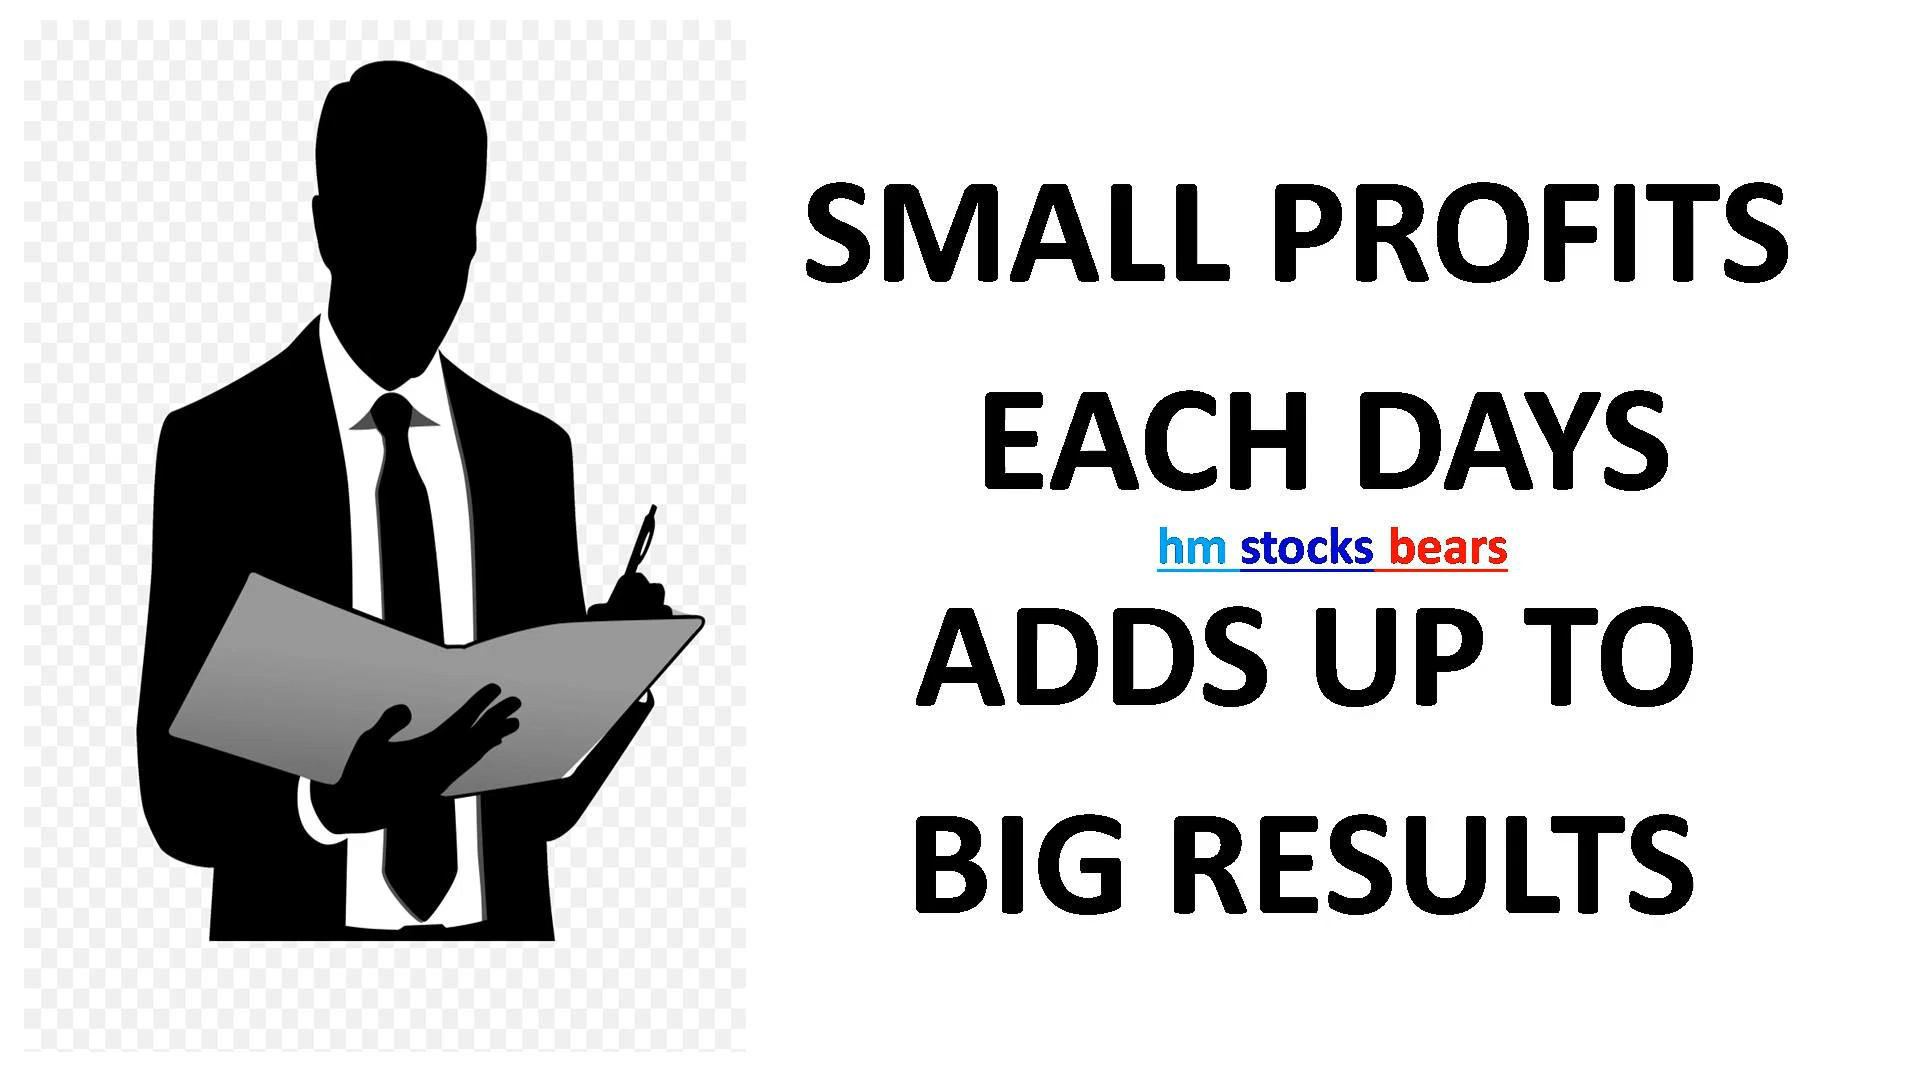 SMALL PROFITS
EACH DAYS
hm stocks bears
ADDS UP TO
BIG RESULTS